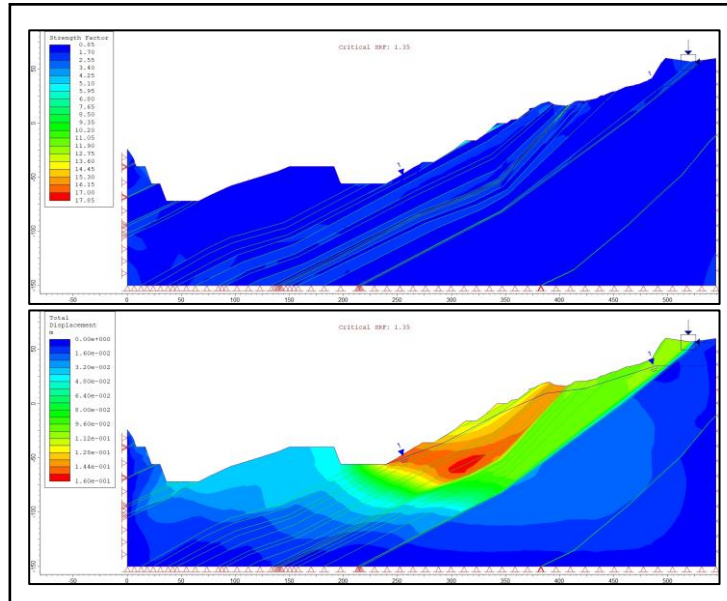 Strength Factor
Critical SRF: 1.35
0.85
1.70
2.55
3.40
4.25
5.10
5.95
6.80
7.65
8.50
9.35
10.20
11.05
11.90
12.75
13.60
14.45
15.30
16.15
17.00
17.85
50
0
-50
-100
-150
-50 0 50 100 150 200 250 300 350 400 450 500
Total
Displacement
m
Critical SRF: 1.35
0.00e+000
1.60e-002
3.20e-002
4.80e-002
6.40e-002
8.00e-002
9.60e-002
1.12e-001
1.28e-001
1.44e-001
1.60e-001
50
0
-50
-100
-150
-50 0 50 100 150 200 250 300 350 400 450 500